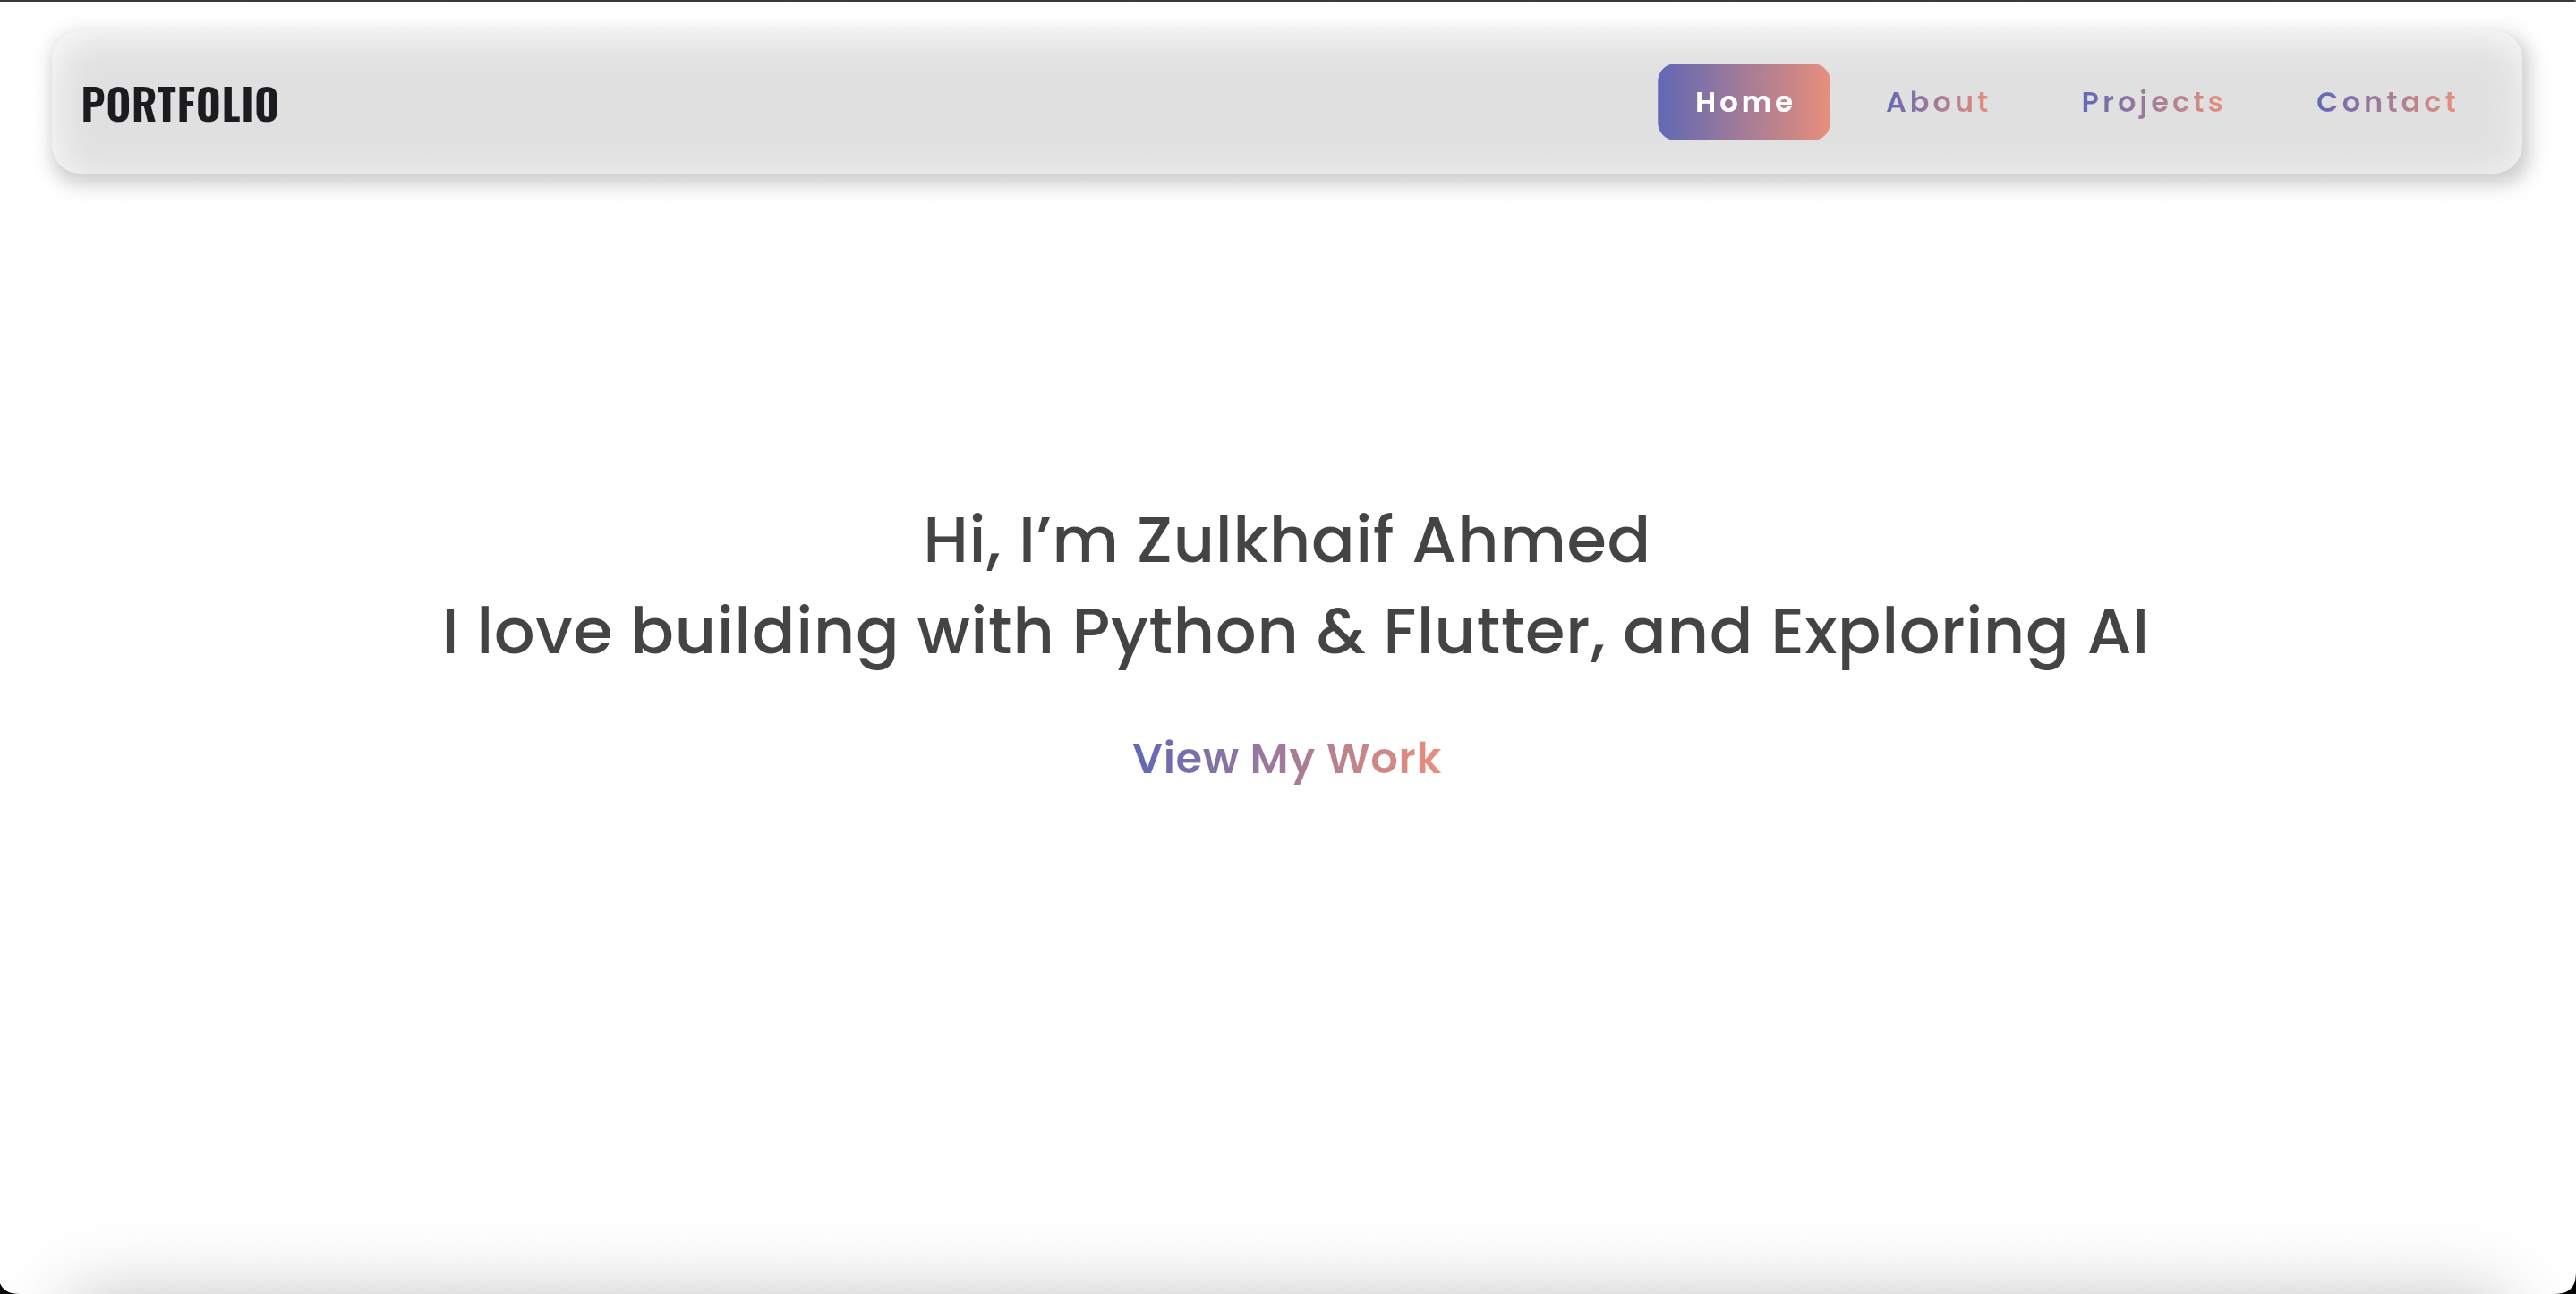 PORTFOLIO
Home About Projects Contact
Hi, I’m Zulkhaif Ahmed
I love building with Python & Flutter, and Exploring AI
View My Work